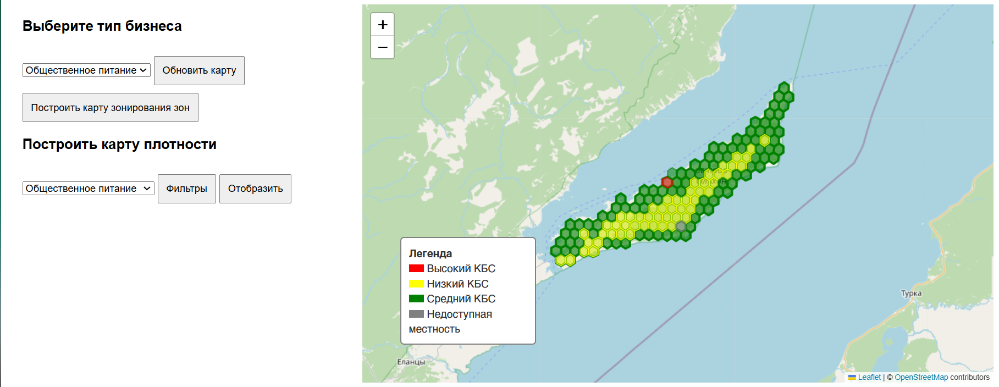 Выберите тип бизнеса
Общественное питание
Обновить карту
Построить карту зонирования зон
Построить карту плотности
Общественное питание
Фильтры
Отобразить
+
−
Легенда
Высокий КБС
Низкий КБС
Средний КБС
Недоступная
местность
Турка
Еланцы
Leaflet | © OpenStreetMap contributors